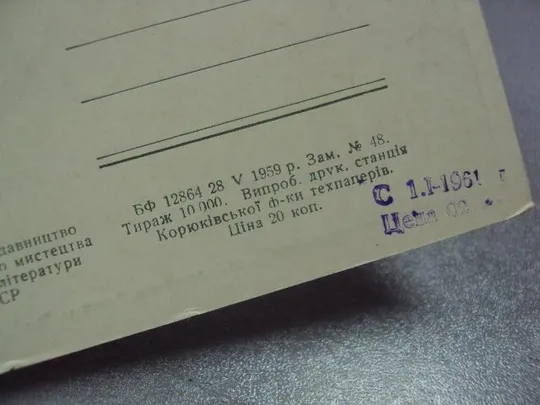 БФ 12864 28 V 1959 р. Зам. № 48.
Тираж 10 000. Випроб. друк. станція
Корюківської ф-ки техпаперів.
Ціна 20 коп.
С 1.I-1961 г
Цена 02
давництво
о мистецтва
літератури
СР